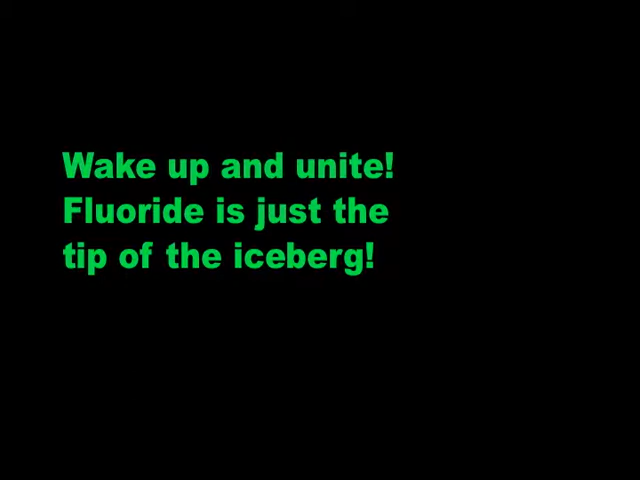 Wake up and unite!
Fluoride is just the
tip of the iceberg!